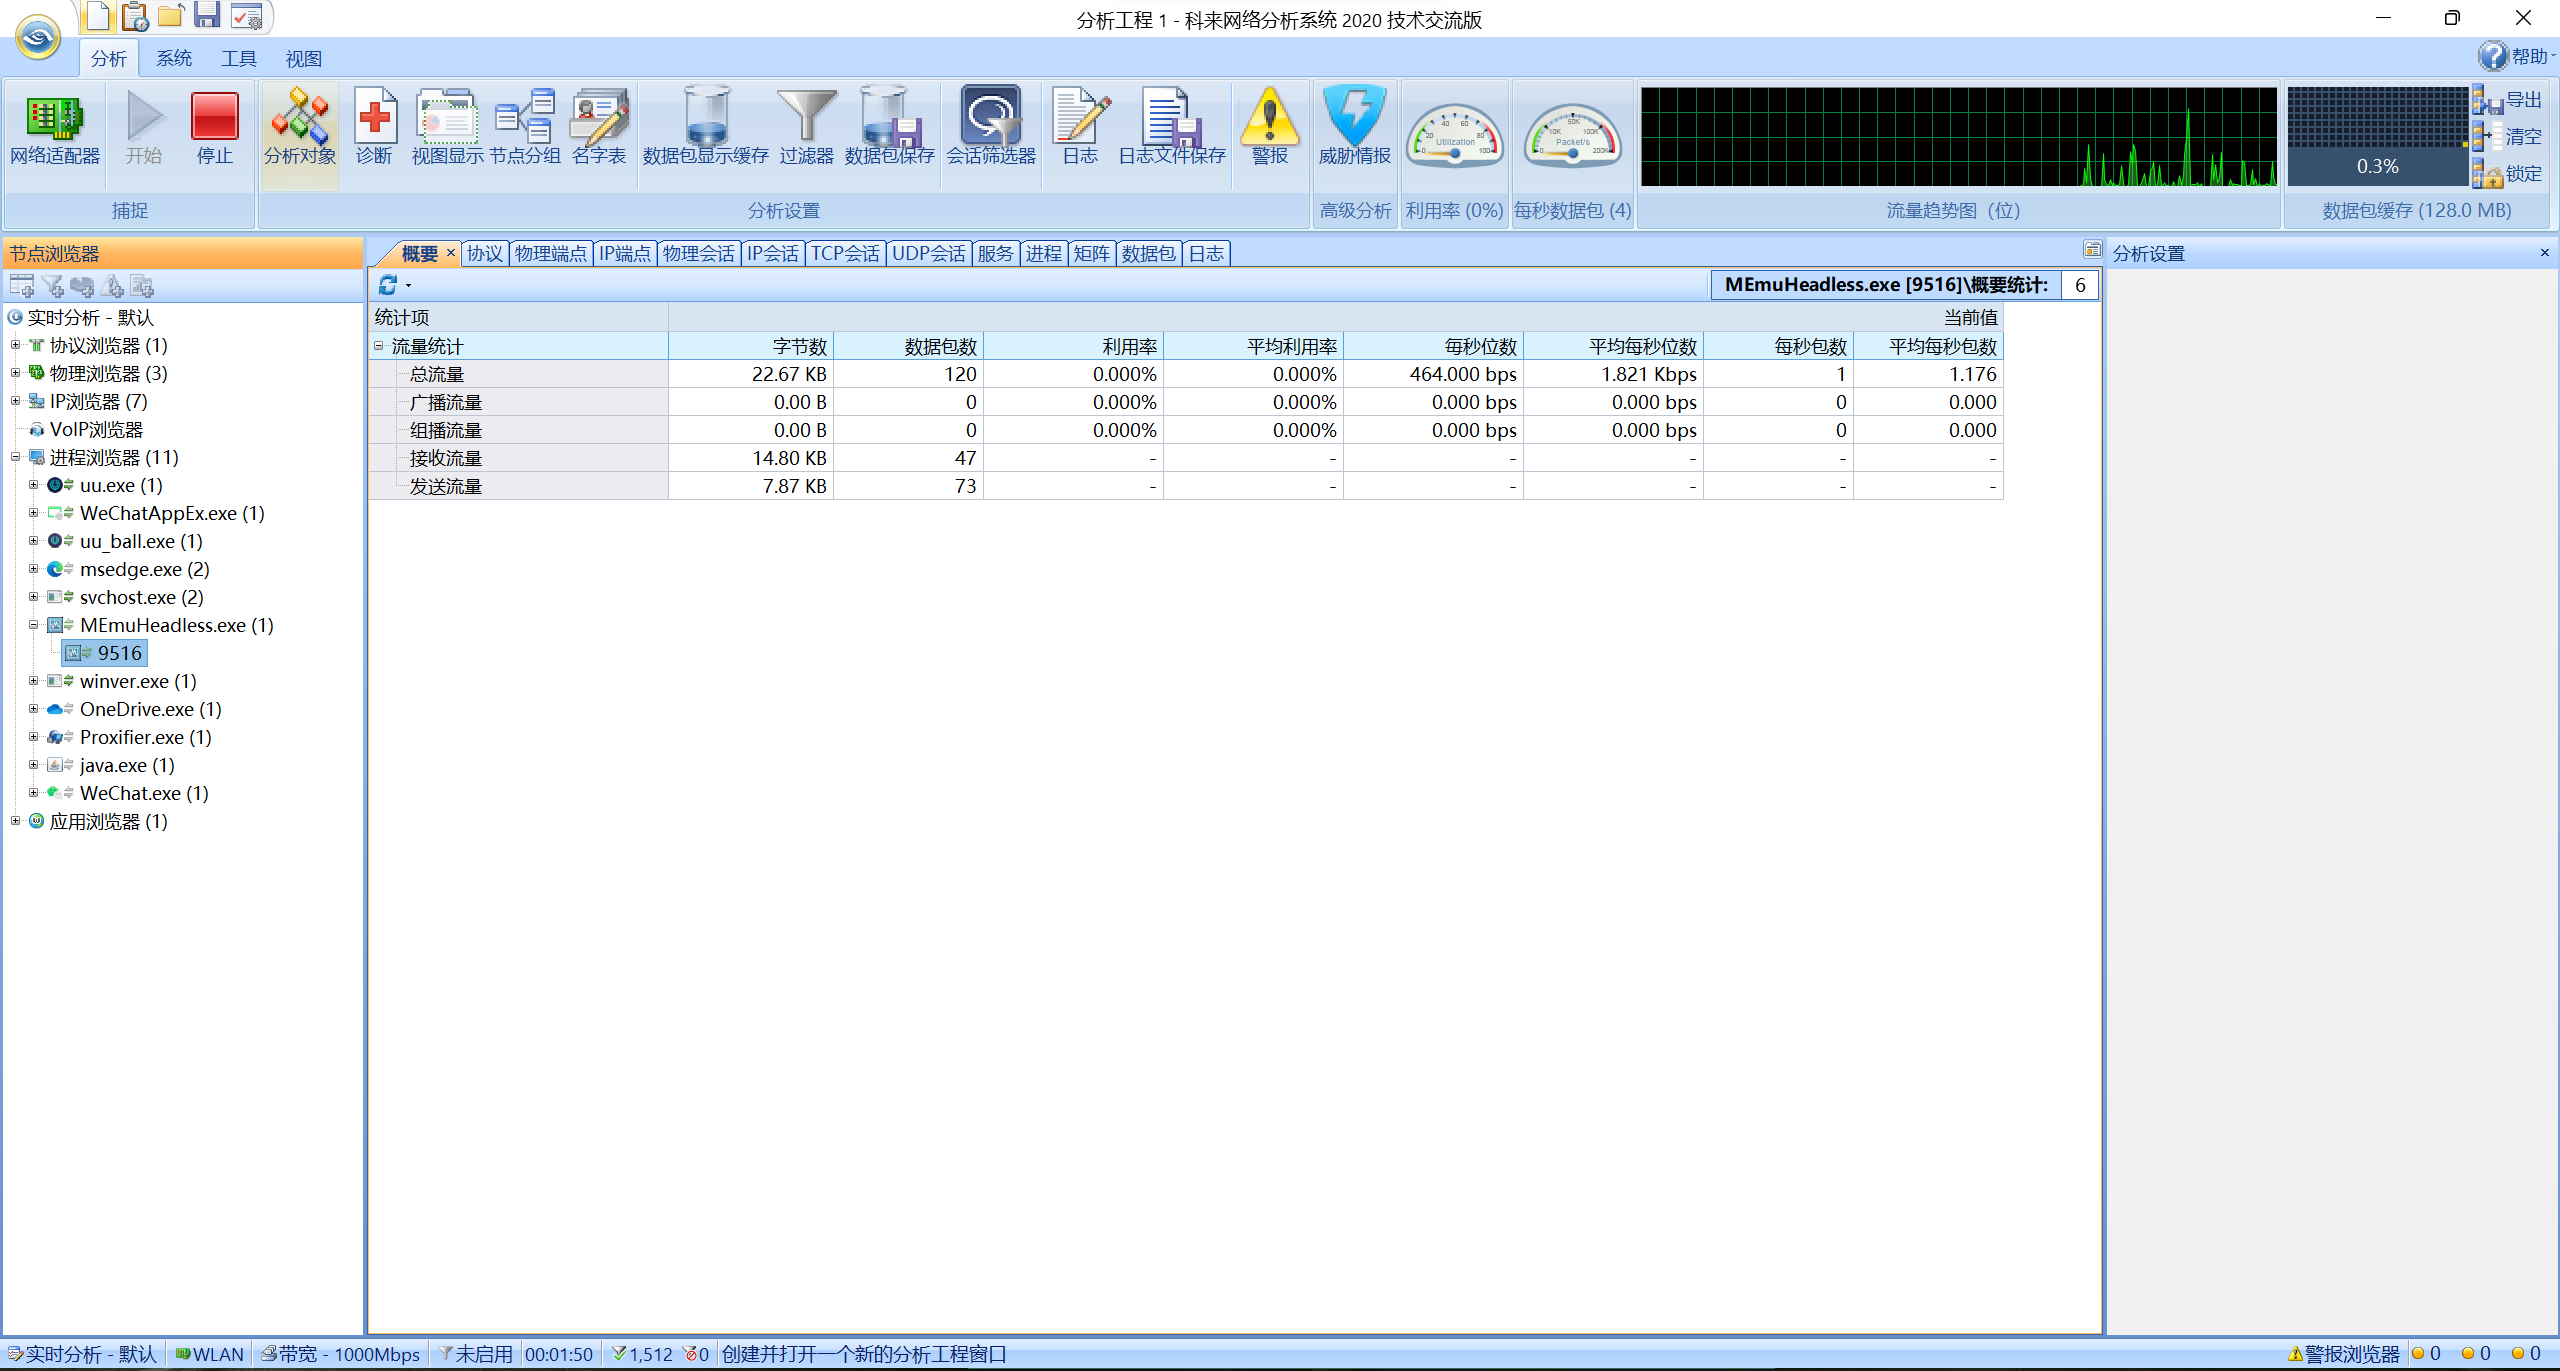 分析工程 1 - 科来网络分析系统 2020 技术交流版
分析 系统 工具 视图 帮助
网络适配器 开始 停止 分析对象 诊断 视图显示 节点分组 名字表 数据包显示缓存 过滤器 数据包保存 会话筛选器 日志 日志文件保存 警报 威胁情报
导出
清空
锁定
0.3%
捕捉 分析设置 高级分析 利用率 (0%) 每秒数据包 (4) 流量趋势图（位） 数据包缓存 (128.0 MB)
节点浏览器
实时分析 - 默认
协议浏览器 (1)
物理浏览器 (3)
IP浏览器 (7)
VoIP浏览器
进程浏览器 (11)
uu.exe (1)
WeChatAppEx.exe (1)
uu_ball.exe (1)
msedge.exe (2)
svchost.exe (2)
MEmuHeadless.exe (1)
9516
winver.exe (1)
OneDrive.exe (1)
Proxifier.exe (1)
java.exe (1)
WeChat.exe (1)
应用浏览器 (1)
概要 协议 物理端点 IP端点 物理会话 IP会话 TCP会话 UDP会话 服务 进程 矩阵 数据包 日志
MEmuHeadless.exe [9516]\概要统计: 6
统计项 当前值
流量统计 字节数 数据包数 利用率 平均利用率 每秒位数 平均每秒位数 每秒包数 平均每秒包数
总流量 22.67 KB 120 0.000% 0.000% 464.000 bps 1.821 Kbps 1 1.176
广播流量 0.00 B 0 0.000% 0.000% 0.000 bps 0.000 bps 0 0.000
组播流量 0.00 B 0 0.000% 0.000% 0.000 bps 0.000 bps 0 0.000
接收流量 14.80 KB 47 - - - - - -
发送流量 7.87 KB 73 - - - - - -
分析设置
实时分析 - 默认 WLAN 带宽 - 1000Mbps 未启用 00:01:50 1,512 0 创建并打开一个新的分析工程窗口 警报浏览器 0 0 0